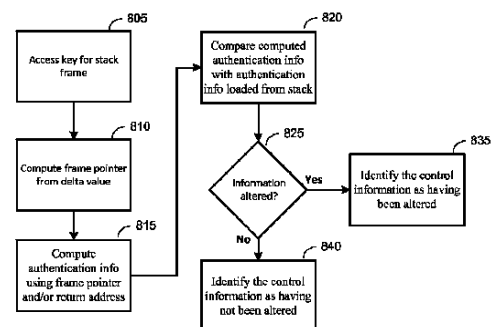 805
Access key for stack
frame
810
Compute frame pointer
from delta value
815
Compute
authentication info
using frame pointer
and/or return address
820
Compare computed
authentication info
with authentication
info loaded from stack
825
Information
altered?
Yes
No
835
Identify the control
information as having
been altered
840
Identify the control
information as having
not been altered